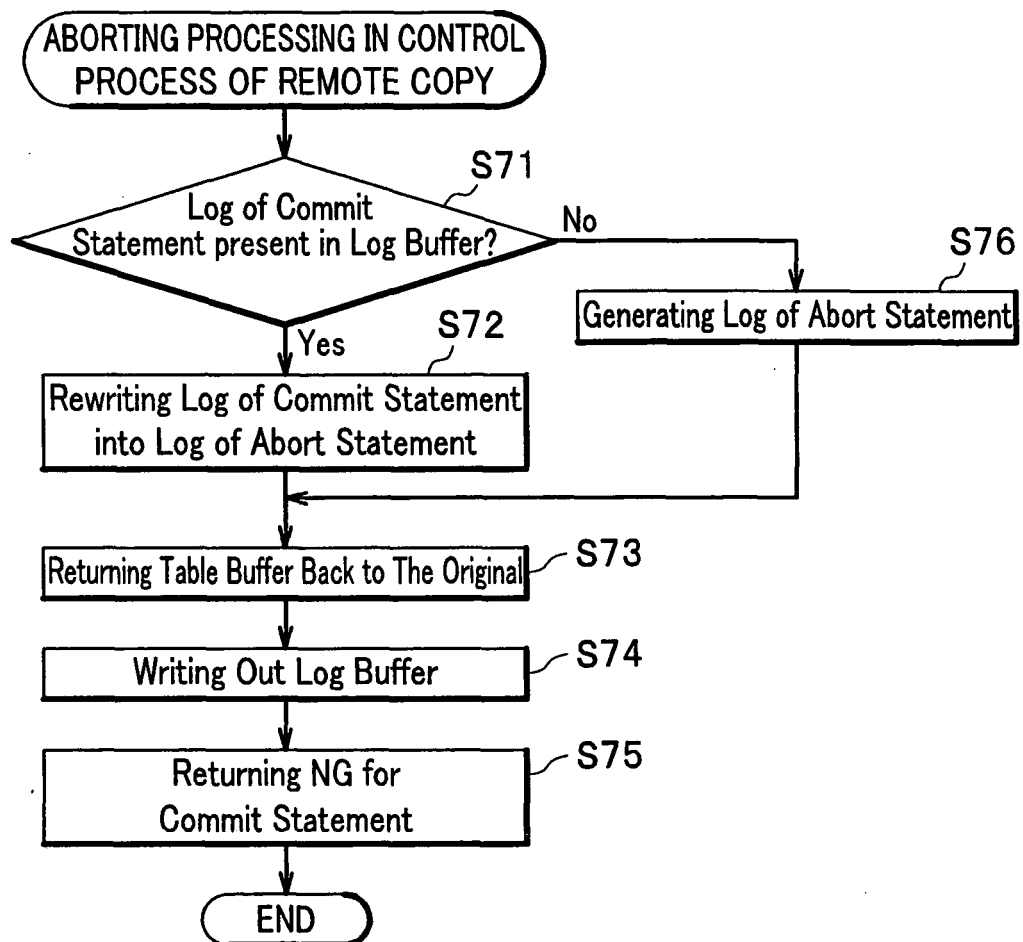 ABORTING PROCESSING IN CONTROL
PROCESS OF REMOTE COPY
S71
Log of Commit
Statement present in Log Buffer?
No
S76
Generating Log of Abort Statement
Yes
S72
Rewriting Log of Commit Statement
into Log of Abort Statement
Returning Table Buffer Back to The Original
S73
Writing Out Log Buffer
S74
Returning NG for
Commit Statement
S75
END